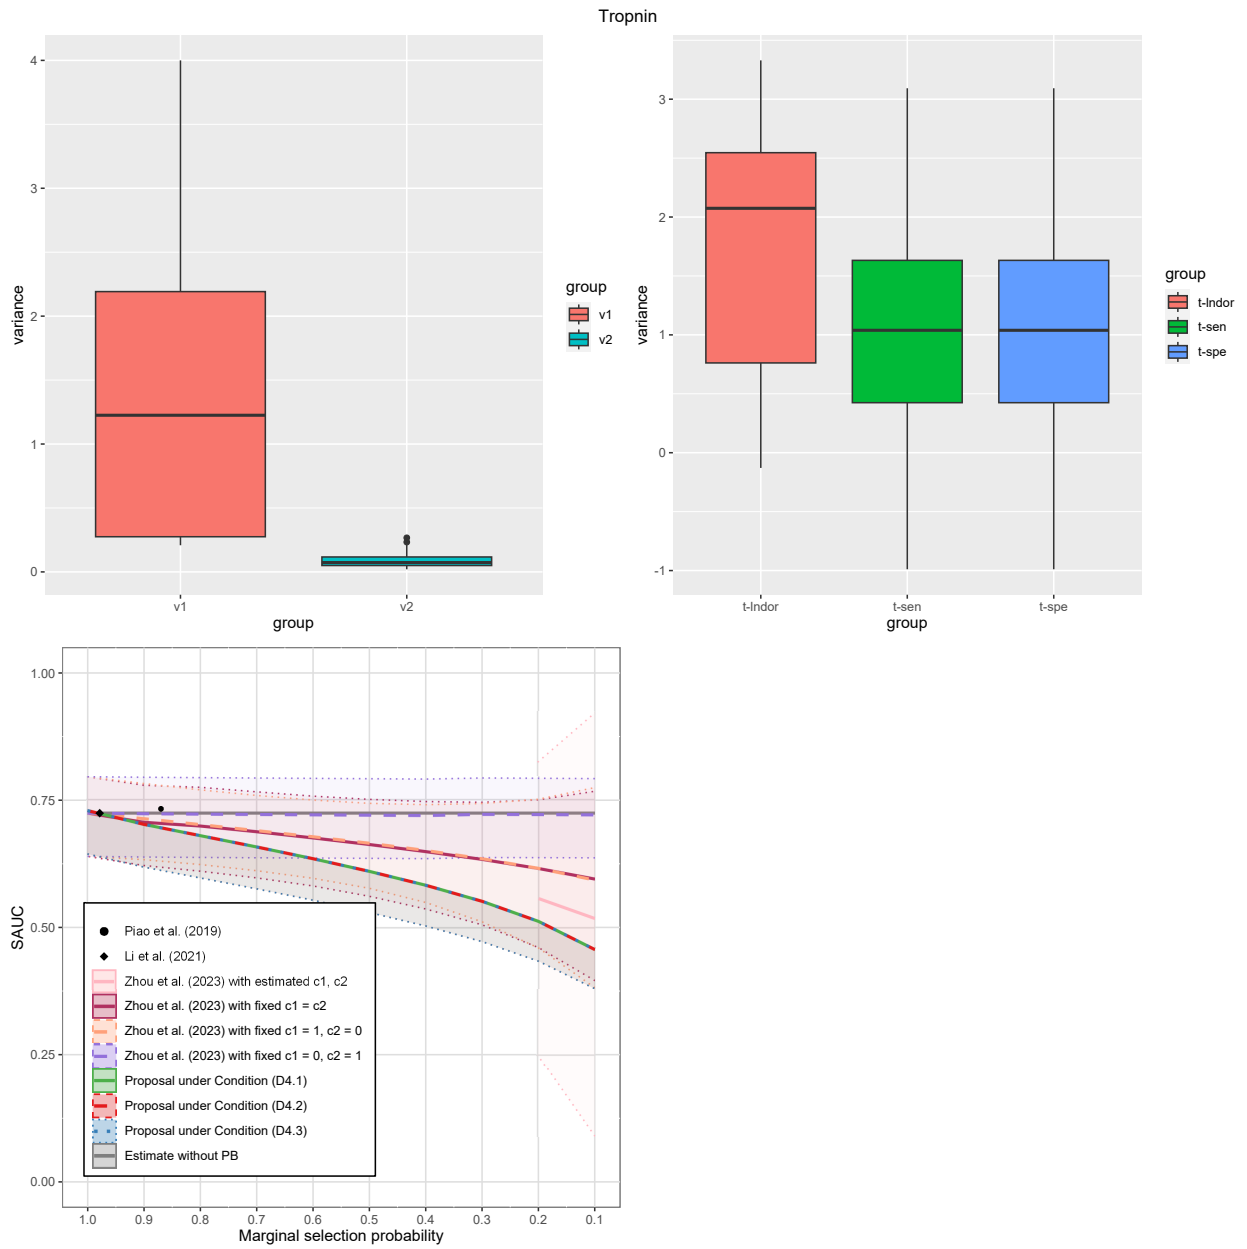 Tropnin
4
3
2
1
0
variance
v1
v2
group
group
v1
v2
3
2
1
0
-1
variance
t-lndor
t-sen
t-spe
group
group
t-lndor
t-sen
t-spe
1.00
0.75
0.50
0.25
0.00
SAUC
Piao et al. (2019)
Li et al. (2021)
Zhou et al. (2023) with estimated c1, c2
Zhou et al. (2023) with fixed c1 = c2
Zhou et al. (2023) with fixed c1 = 1, c2 = 0
Zhou et al. (2023) with fixed c1 = 0, c2 = 1
Proposal under Condition (D4.1)
Proposal under Condition (D4.2)
Proposal under Condition (D4.3)
Estimate without PB
1.0 0.9 0.8 0.7 0.6 0.5 0.4 0.3 0.2 0.1
Marginal selection probability